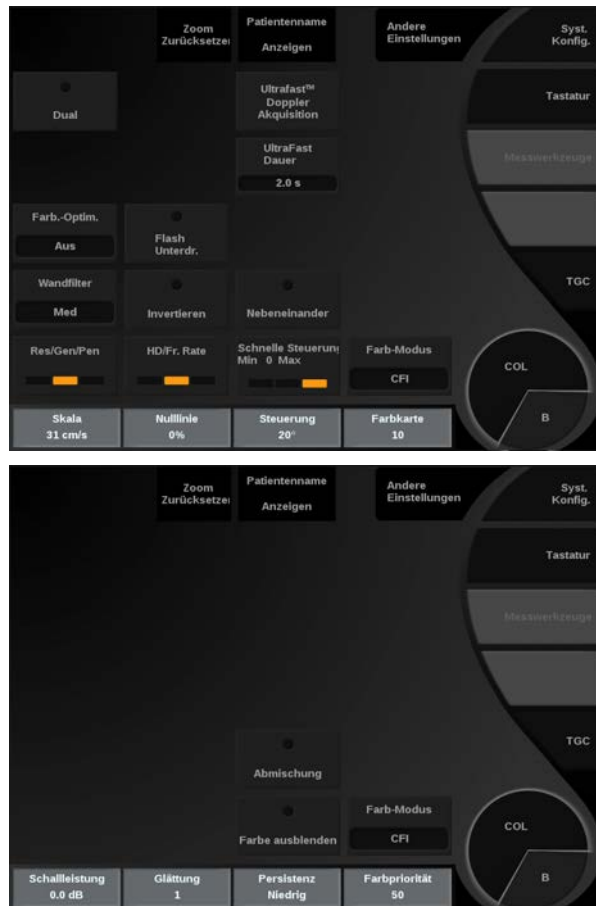 Zoom
Zurücksetzer
Patientenname
Anzeigen
Andere
Einstellungen
Syst.
Konfig.
Dual
Ultrafast™
Doppler
Akquisition
Tastatur
UltraFast
Dauer
2.0 s
Messwerkzeuge
Farb.-Optim.
Aus
Flash
Unterdr.
Wandfilter
Med
Invertieren
Nebeneinander
TGC
Res/Gen/Pen
HD/Fr. Rate
Schnelle Steuerung
Min 0 Max
Farb-Modus
CFI
COL
B
Skala
31 cm/s
Nulllinie
0%
Steuerung
20°
Farbkarte
10
Zoom
Zurücksetzer
Patientenname
Anzeigen
Andere
Einstellungen
Syst.
Konfig.
Tastatur
Messwerkzeuge
TGC
Abmischung
Farbe ausblenden
Farb-Modus
CFI
COL
B
Schallleistung
0.0 dB
Glättung
1
Persistenz
Niedrig
Farbpriorität
50